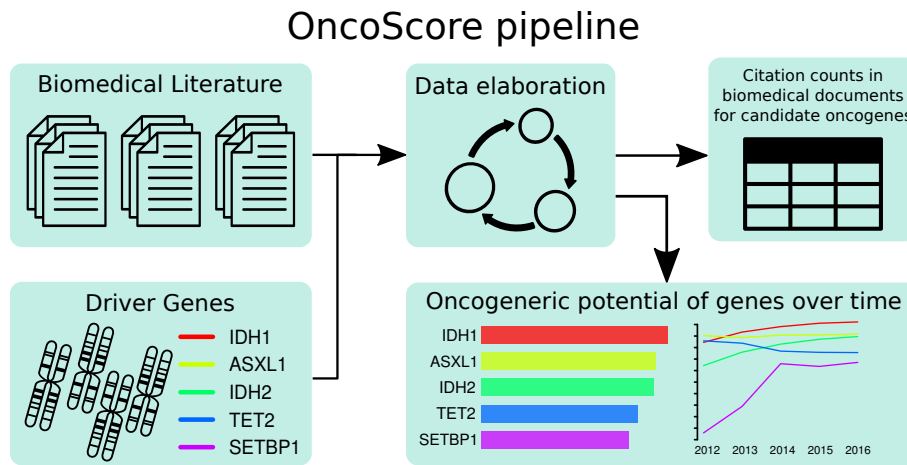 OncoScore pipeline
Biomedical Literature
Data elaboration
Citation counts in
biomedical documents
for candidate oncogenes
Driver Genes
IDH1
ASXL1
IDH2
TET2
SETBP1
Oncogeneric potential of genes over time
IDH1
ASXL1
IDH2
TET2
SETBP1
2012 2013 2014 2015 2016